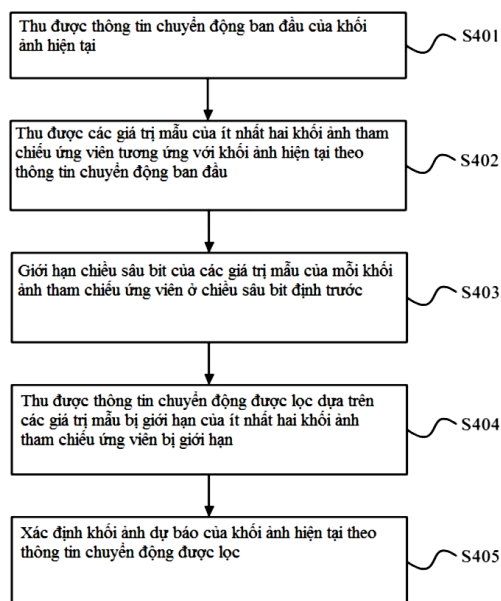 Thu được thông tin chuyển động ban đầu của khối
ảnh hiện tại
S401
Thu được các giá trị mẫu của ít nhất hai khối ảnh tham
chiếu ứng viên tương ứng với khối ảnh hiện tại theo
thông tin chuyển động ban đầu
S402
Giới hạn chiều sâu bit của các giá trị mẫu của mỗi khối
ảnh tham chiếu ứng viên ở chiều sâu bit định trước
S403
Thu được thông tin chuyển động được lọc dựa trên
các giá trị mẫu bị giới hạn của ít nhất hai khối ảnh
tham chiếu ứng viên bị giới hạn
S404
Xác định khối ảnh dự báo của khối ảnh hiện tại theo
thông tin chuyển động được lọc
S405